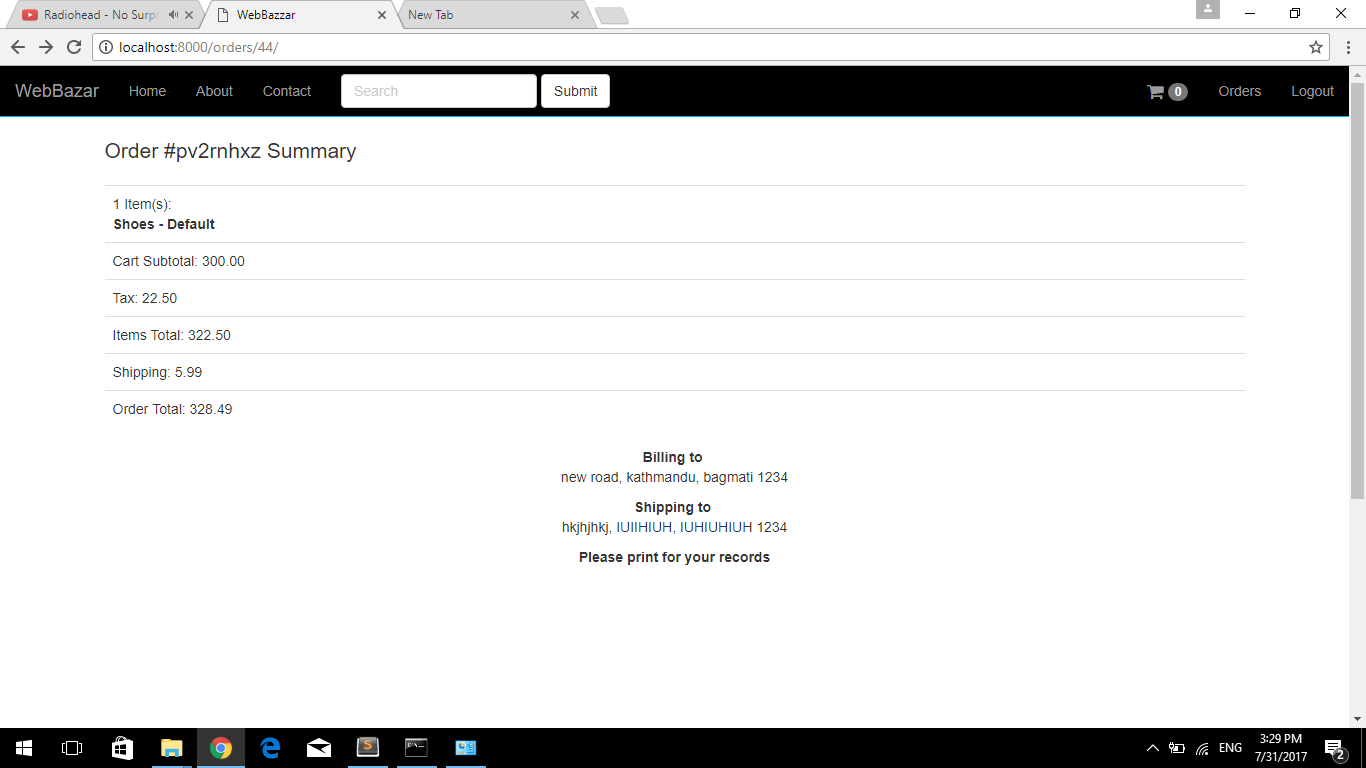 Radiohead - No Surpr
WebBazzar
New Tab
localhost:8000/orders/44/
WebBazar Home About Contact Search Submit 0 Orders Logout
Order #pv2rnhxz Summary
1 Item(s):
Shoes - Default
Cart Subtotal: 300.00
Tax: 22.50
Items Total: 322.50
Shipping: 5.99
Order Total: 328.49
Billing to
new road, kathmandu, bagmati 1234
Shipping to
hkjhjhkj, IUIIHIUH, IUHIUHIUH 1234
Please print for your records
ENG
3:29 PM
7/31/2017
2